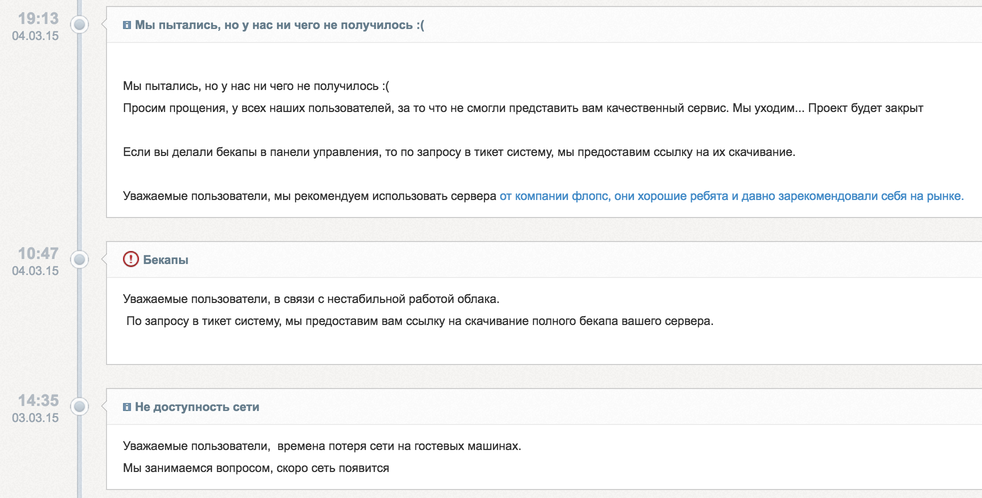 19:13
04.03.15
Мы пытались, но у нас ни чего не получилось :(
Мы пытались, но у нас ни чего не получилось :(
Просим прощения, у всех наших пользователей, за то что не смогли представить вам качественный сервис. Мы уходим... Проект будет закрыт
Если вы делали бекапы в панели управления, то по запросу в тикет систему, мы предоставим ссылку на их скачивание.
Уважаемые пользователи, мы рекомендуем использовать сервера от компании флопс, они хорошие ребята и давно зарекомендовали себя на рынке.
10:47
04.03.15
Бекапы
Уважаемые пользователи, в связи с нестабильной работой облака.
По запросу в тикет систему, мы предоставим вам ссылку на скачивание полного бекапа вашего сервера.
14:35
03.03.15
Не доступность сети
Уважаемые пользователи, времена потеря сети на гостевых машинах.
Мы занимаемся вопросом, скоро сеть появится